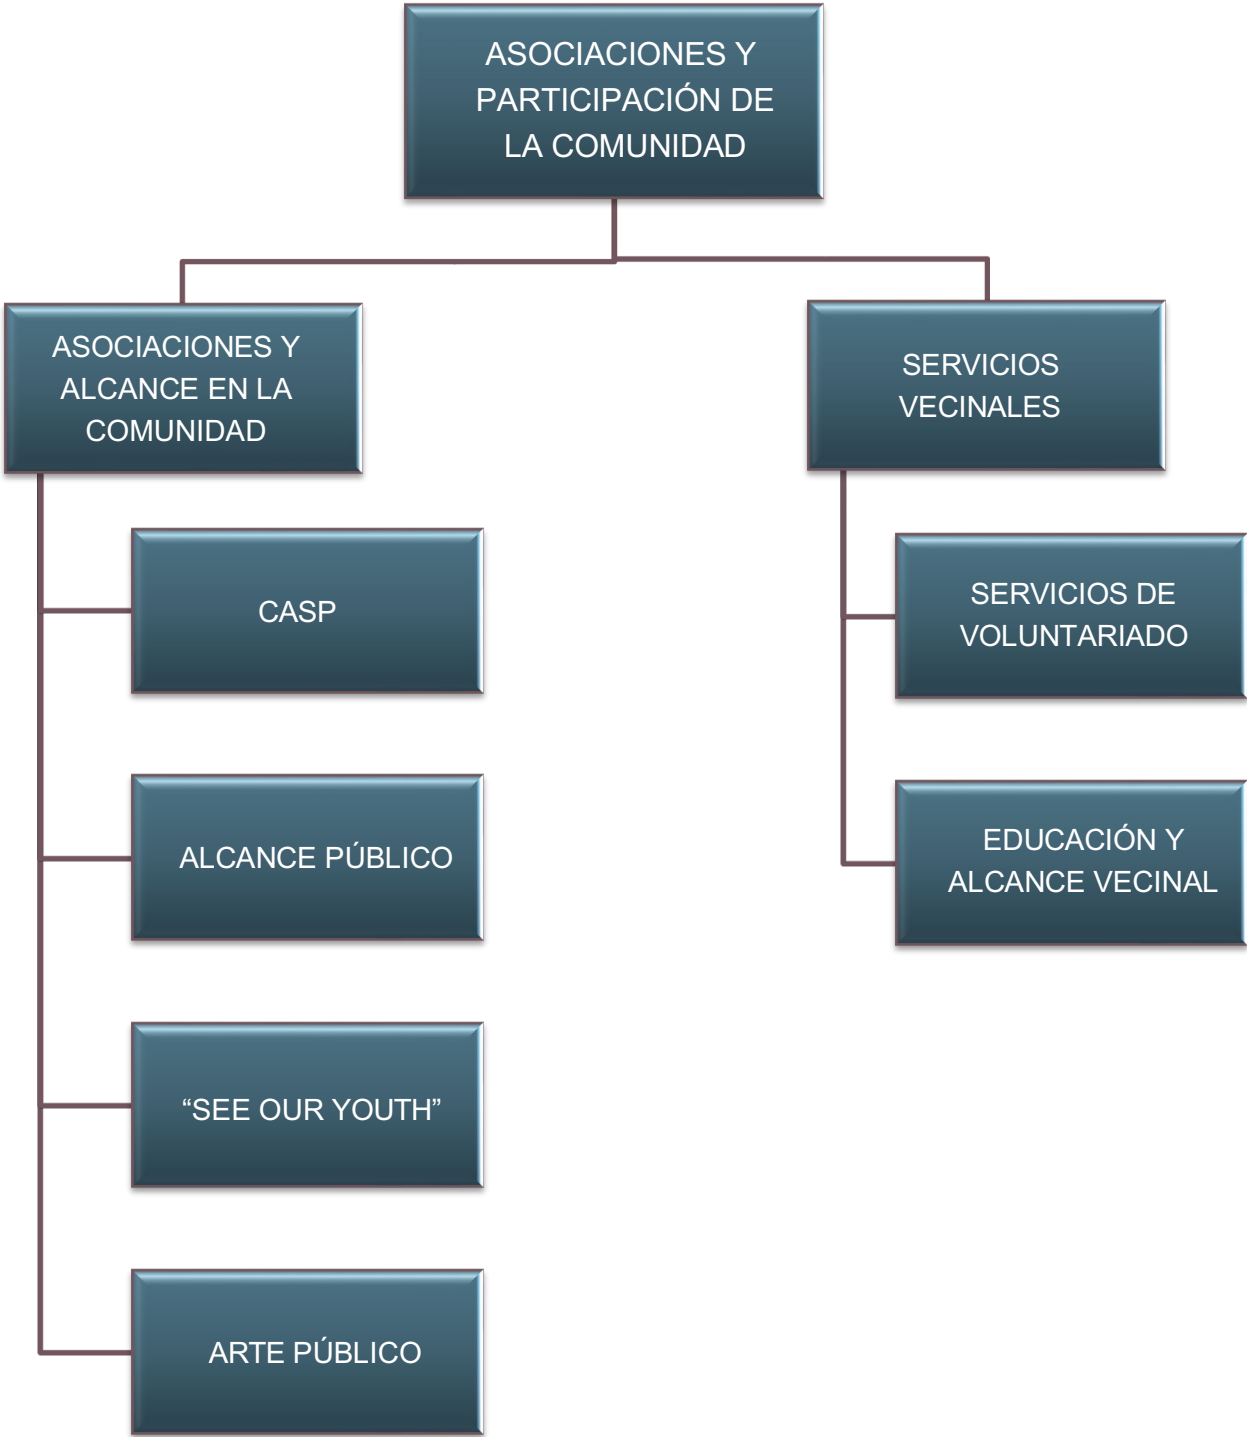 ASOCIACIONES Y
PARTICIPACIÓN DE
LA COMUNIDAD
ASOCIACIONES Y
ALCANCE EN LA
COMUNIDAD
CASP
ALCANCE PÚBLICO
“SEE OUR YOUTH”
ARTE PÚBLICO
SERVICIOS
VECINALES
SERVICIOS DE
VOLUNTARIADO
EDUCACIÓN Y
ALCANCE VECINAL